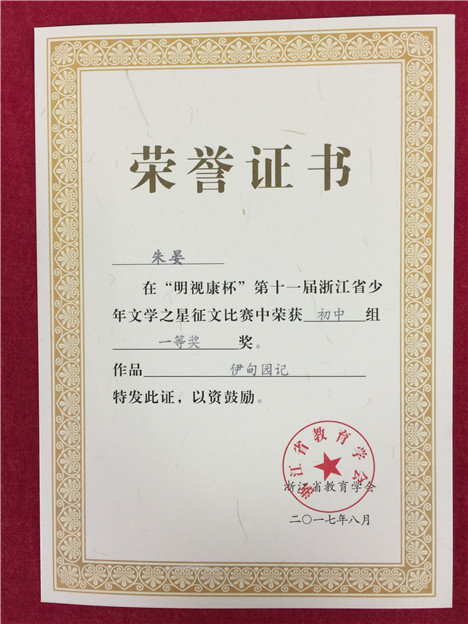 荣誉证书
朱晏
在“明视康杯”第十一届浙江省少
年文学之星征文比赛中荣获 初中 组
一等奖 奖。
作品 伊甸园记
特发此证，以资鼓励。
浙江省教育学会
浙江省教育学会
二〇一七年八月